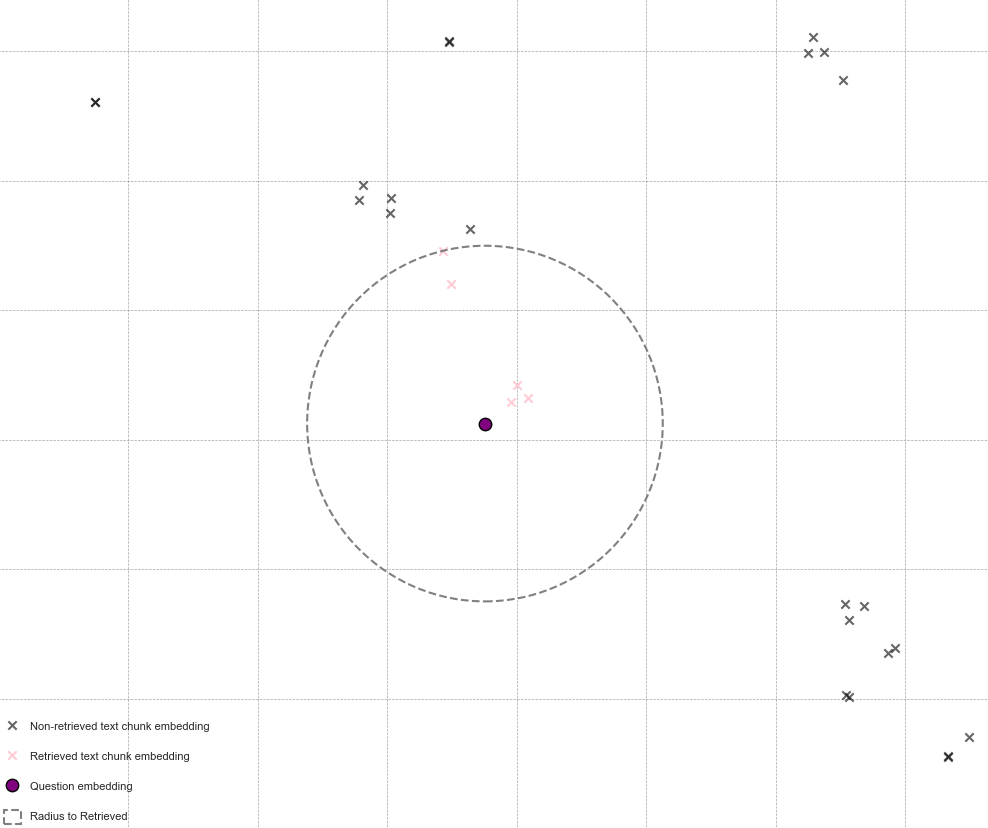 Non-retrieved text chunk embedding
Retrieved text chunk embedding
Question embedding
Radius to Retrieved